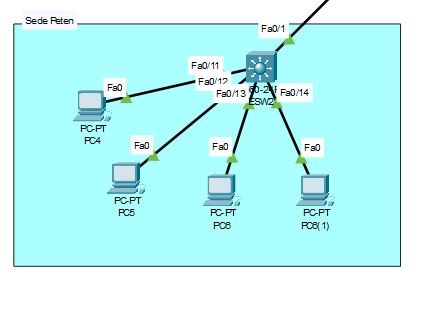 Sede Peten
Fa0/1
Fa0/11
Fa0/12
Fa0/13
Fa0/14
ESW2
Fa0
PC-PT
PC4
Fa0
PC-PT
PC5
Fa0
PC-PT
PC6
Fa0
PC-PT
PC6(1)